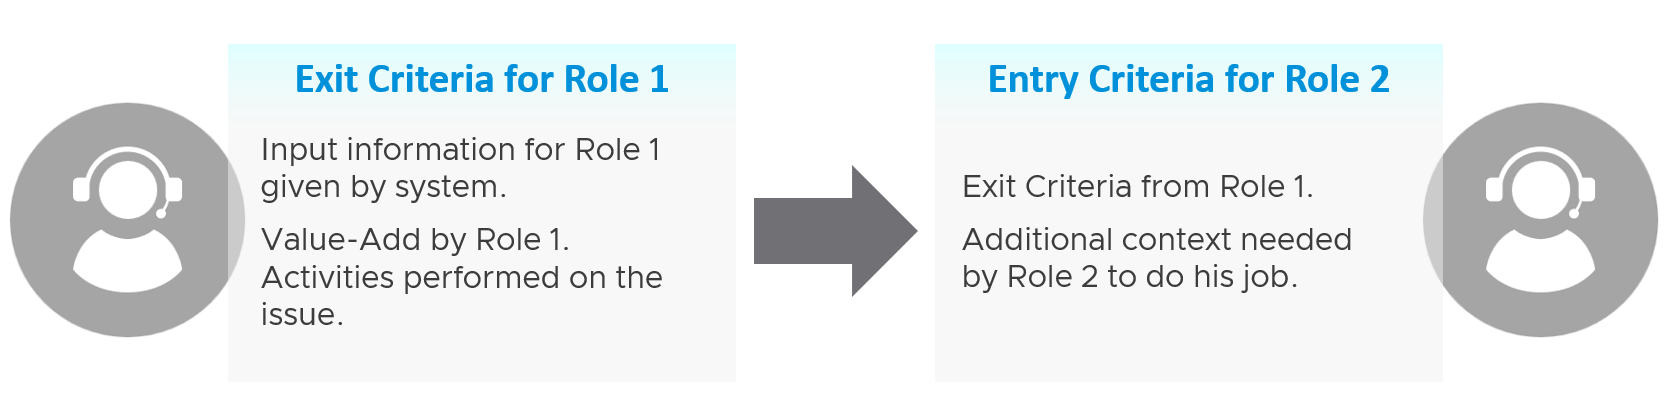 Exit Criteria for Role 1
Input information for Role 1
given by system.
Value-Add by Role 1.
Activities performed on the
issue.
Entry Criteria for Role 2
Exit Criteria from Role 1.
Additional context needed
by Role 2 to do his job.